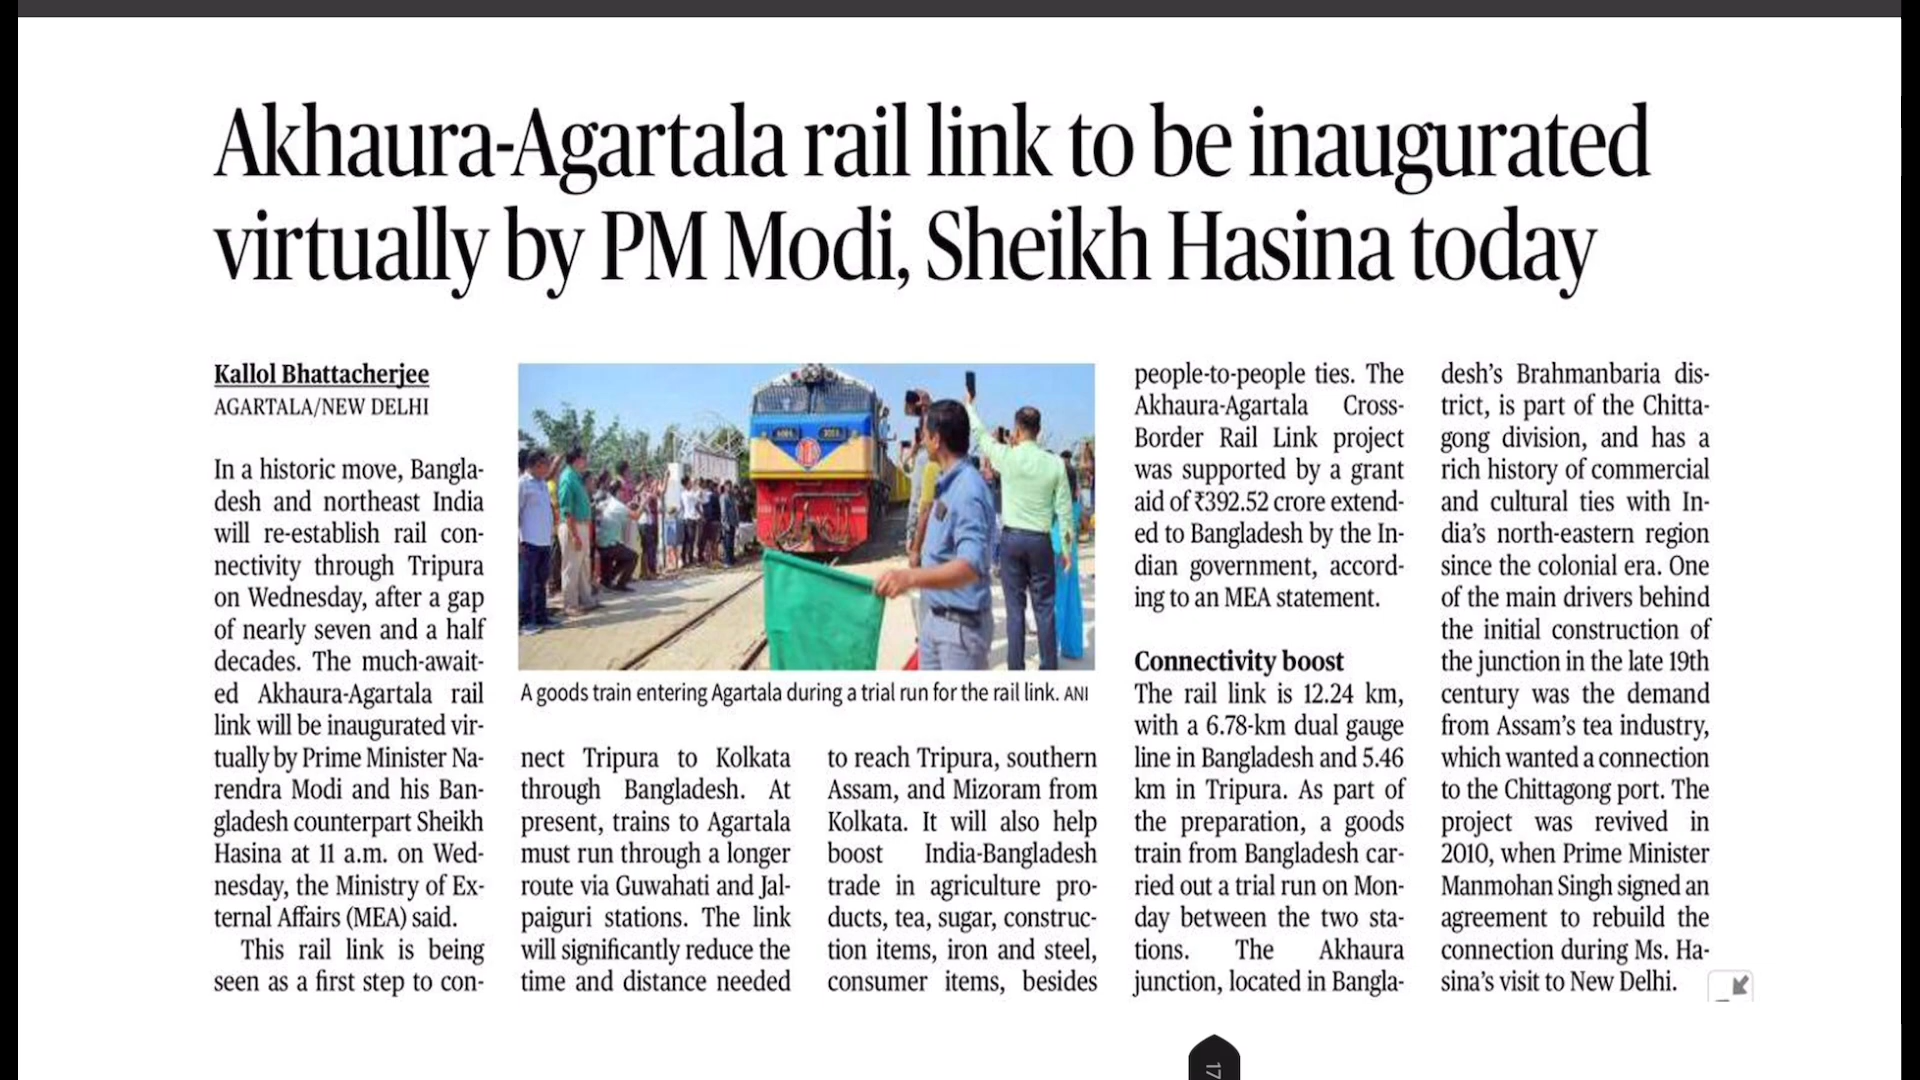 Akhaura-Agartala rail link to be inaugurated
virtually by PM Modi, Sheikh Hasina today
Kallol Bhattacherjee
AGARTALA/NEW DELHI
In a historic move, Bangla-
desh and northeast India
will re-establish rail con-
nectivity through Tripura
on Wednesday, after a gap
of nearly seven and a half
decades. The much-await-
ed Akhaura-Agartala rail
link will be inaugurated vir-
tually by Prime Minister Na-
rendra Modi and his Ban-
gladesh counterpart Sheikh
Hasina at 11 a.m. on Wed-
nesday, the Ministry of Ex-
ternal Affairs (MEA) said.
This rail link is being
seen as a first step to con-
A goods train entering Agartala during a trial run for the rail link. ANI
nect Tripura to Kolkata
through Bangladesh. At
present, trains to Agartala
must run through a longer
route via Guwahati and Jal-
paiguri stations. The link
will significantly reduce the
time and distance needed
to reach Tripura, southern
Assam, and Mizoram from
Kolkata. It will also help
boost India-Bangladesh
trade in agriculture pro-
ducts, tea, sugar, construc-
tion items, iron and steel,
consumer items, besides
people-to-people ties. The
Akhaura-Agartala Cross-
Border Rail Link project
was supported by a grant
aid of ₹392.52 crore extend-
ed to Bangladesh by the In-
dian government, accord-
ing to an MEA statement.
Connectivity boost
The rail link is 12.24 km,
with a 6.78-km dual gauge
line in Bangladesh and 5.46
km in Tripura. As part of
the preparation, a goods
train from Bangladesh car-
ried out a trial run on Mon-
day between the two sta-
tions. The Akhaura
junction, located in Bangla-
desh's Brahmanbaria dis-
trict, is part of the Chitta-
gong division, and has a
rich history of commercial
and cultural ties with In-
dia's north-eastern region
since the colonial era. One
of the main drivers behind
the initial construction of
the junction in the late 19th
century was the demand
from Assam's tea industry,
which wanted a connection
to the Chittagong port. The
project was revived in
2010, when Prime Minister
Manmohan Singh signed an
agreement to rebuild the
connection during Ms. Ha-
sina's visit to New Delhi.
17